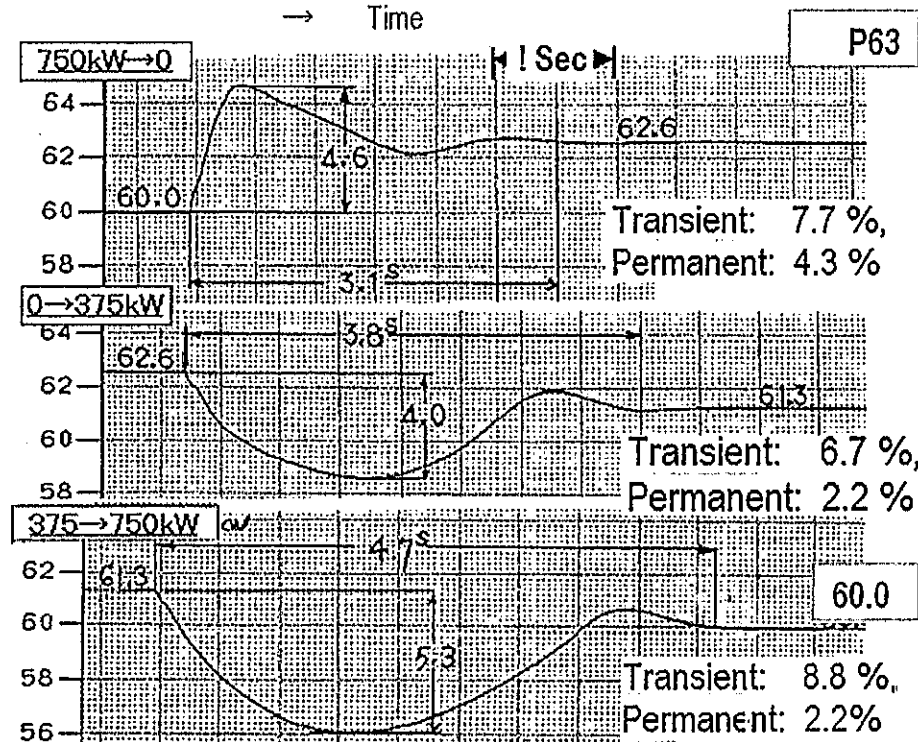 → Time
P63
750kW→0
! Sec
64
62.6
62
4.6
60.0
60
Transient: 7.7 %,
58
Permanent: 4.3 %
3.1s
0→375kW
64
3.8s
62.6
62
61.3
4.0
60
Transient: 6.7 %,
58
Permanent: 2.2 %
375→750kW
4.7s
62
61.3
60.0
60
5.3
58
Transient: 8.8 %,
56
Permanent: 2.2%